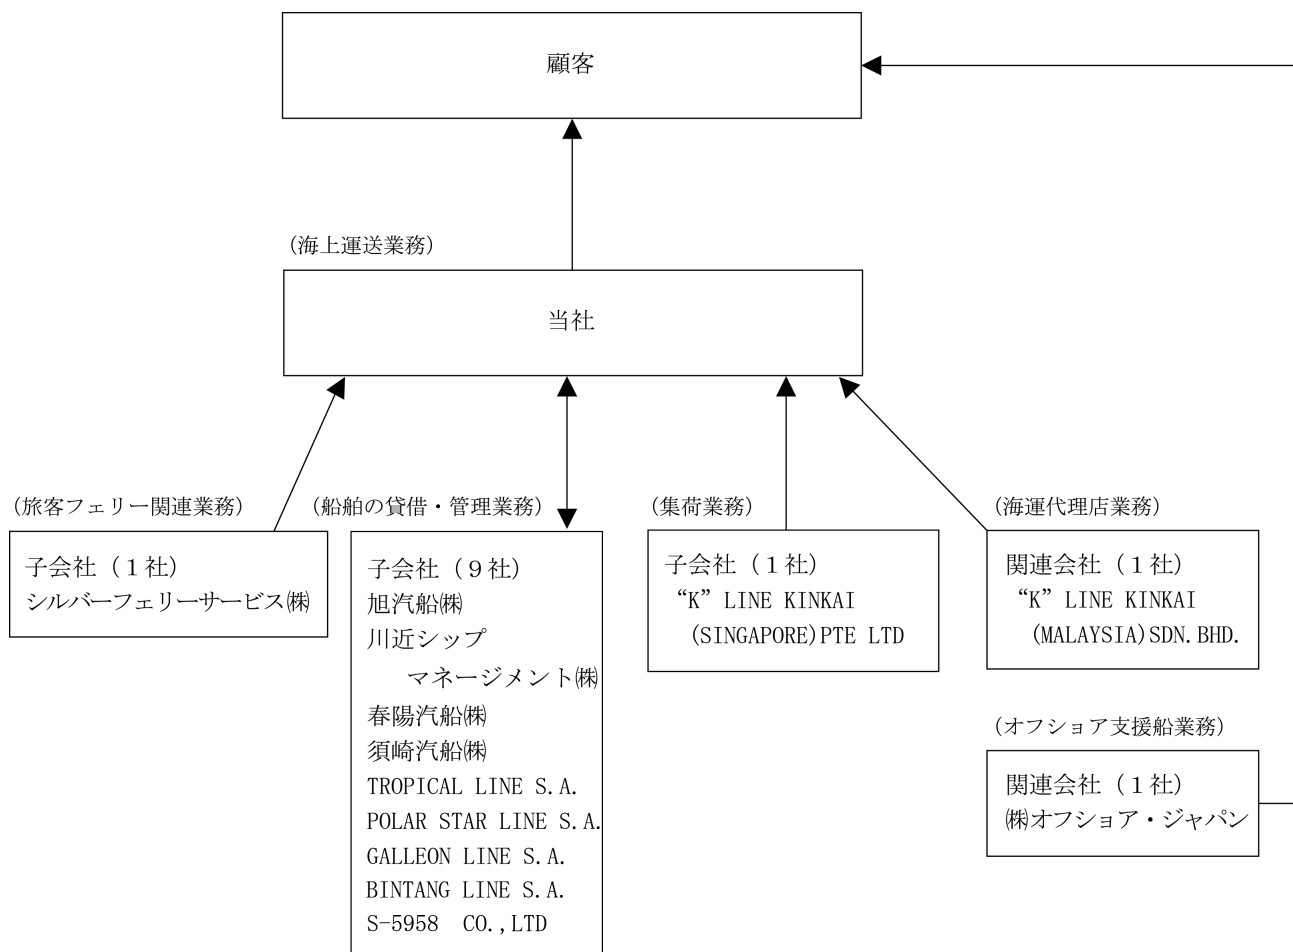 顧客
(海上運送業務)
当社
(旅客フェリー関連業務)
子会社(1社)
シルバーフェリーサービス㈱
(船舶の貸借・管理業務)
子会社(9社)
旭汽船㈱
川近シップ
マネージメント㈱
春陽汽船㈱
須崎汽船㈱
TROPICAL LINE S.A.
POLAR STAR LINE S.A.
GALLEON LINE S.A.
BINTANG LINE S.A.
S-5958 CO.,LTD
(集荷業務)
子会社(1社)
“K” LINE KINKAI
(SINGAPORE)PTE LTD
(海運代理店業務)
関連会社(1社)
“K” LINE KINKAI
(MALAYSIA)SDN.BHD.
(オフショア支援船業務)
関連会社(1社)
㈱オフショア・ジャパン